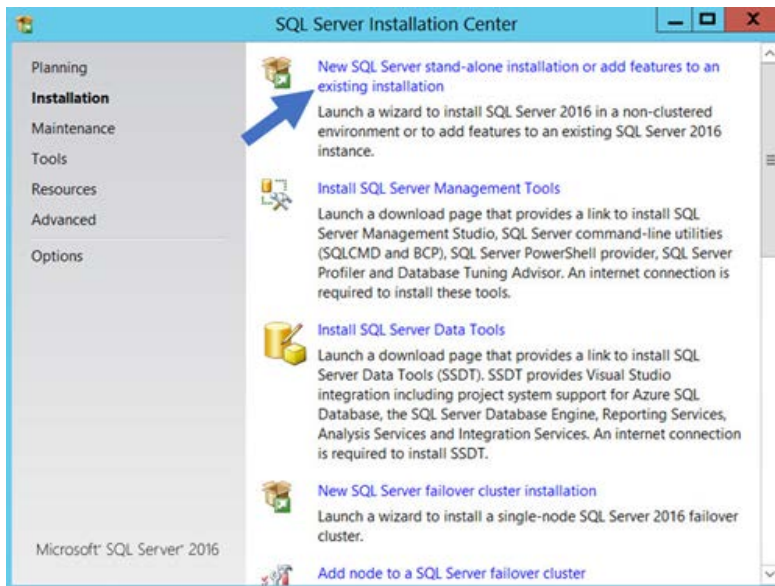 SQL Server Installation Center
Planning
Installation
Maintenance
Tools
Resources
Advanced
Options
Microsoft® SQL Server® 2016
New SQL Server stand-alone installation or add features to an
existing installation
Launch a wizard to install SQL Server 2016 in a non-clustered
environment or to add features to an existing SQL Server 2016
instance.
Install SQL Server Management Tools
Launch a download page that provides a link to install SQL
Server Management Studio, SQL Server command-line utilities
(SQLCMD and BCP), SQL Server PowerShell provider, SQL Server
Profiler and Database Tuning Advisor. An internet connection is
required to install these tools.
Install SQL Server Data Tools
Launch a download page that provides a link to install SQL
Server Data Tools (SSDT). SSDT provides Visual Studio
integration including project system support for Azure SQL
Database, the SQL Server Database Engine, Reporting Services,
Analysis Services and Integration Services. An internet connection
is required to install SSDT.
New SQL Server failover cluster installation
Launch a wizard to install a single-node SQL Server 2016 failover
cluster.
Add node to a SQL Server failover cluster